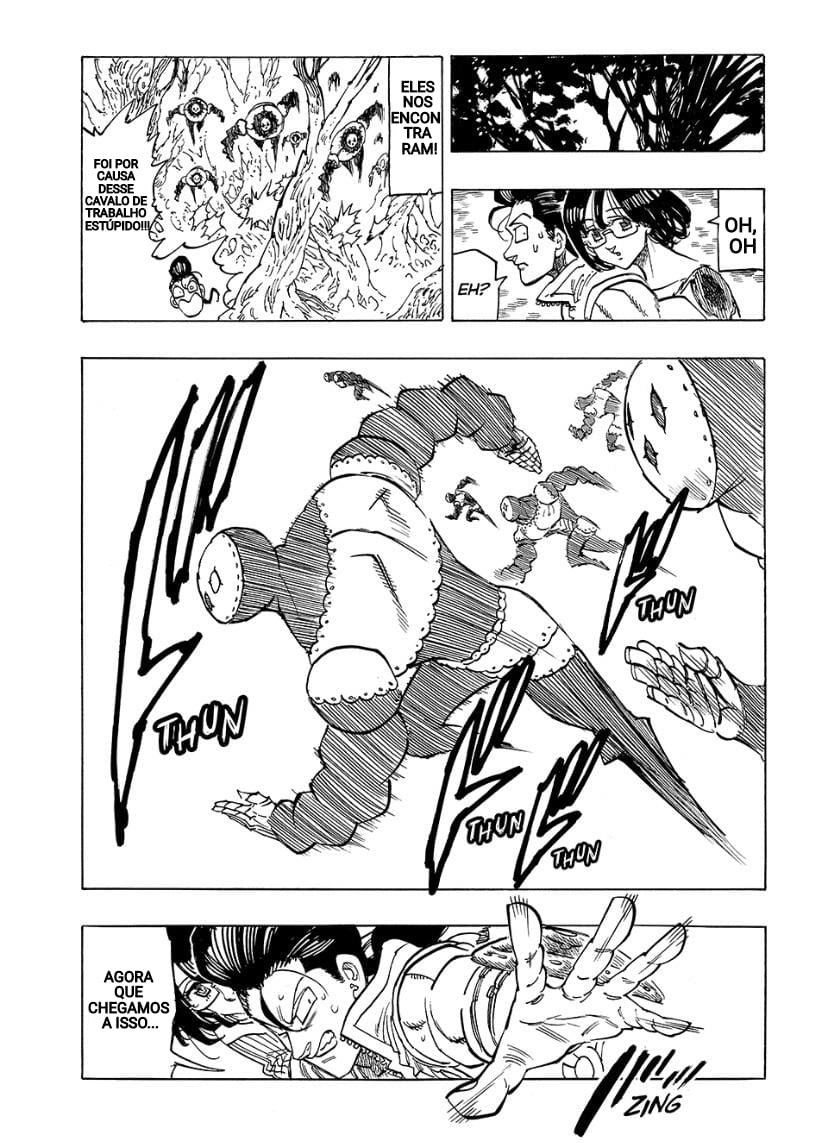 OH,
OH
EH?
ELES
NOS
ENCON
TRA
RAM!
FOI POR
CAUSA
DESSE
CAVALO DE
TRABALHO
ESTÚPIDO!!!
THUN
THUN
THUN
THUN
AGORA
QUE
CHEGAMOS
A ISSO...
ZING